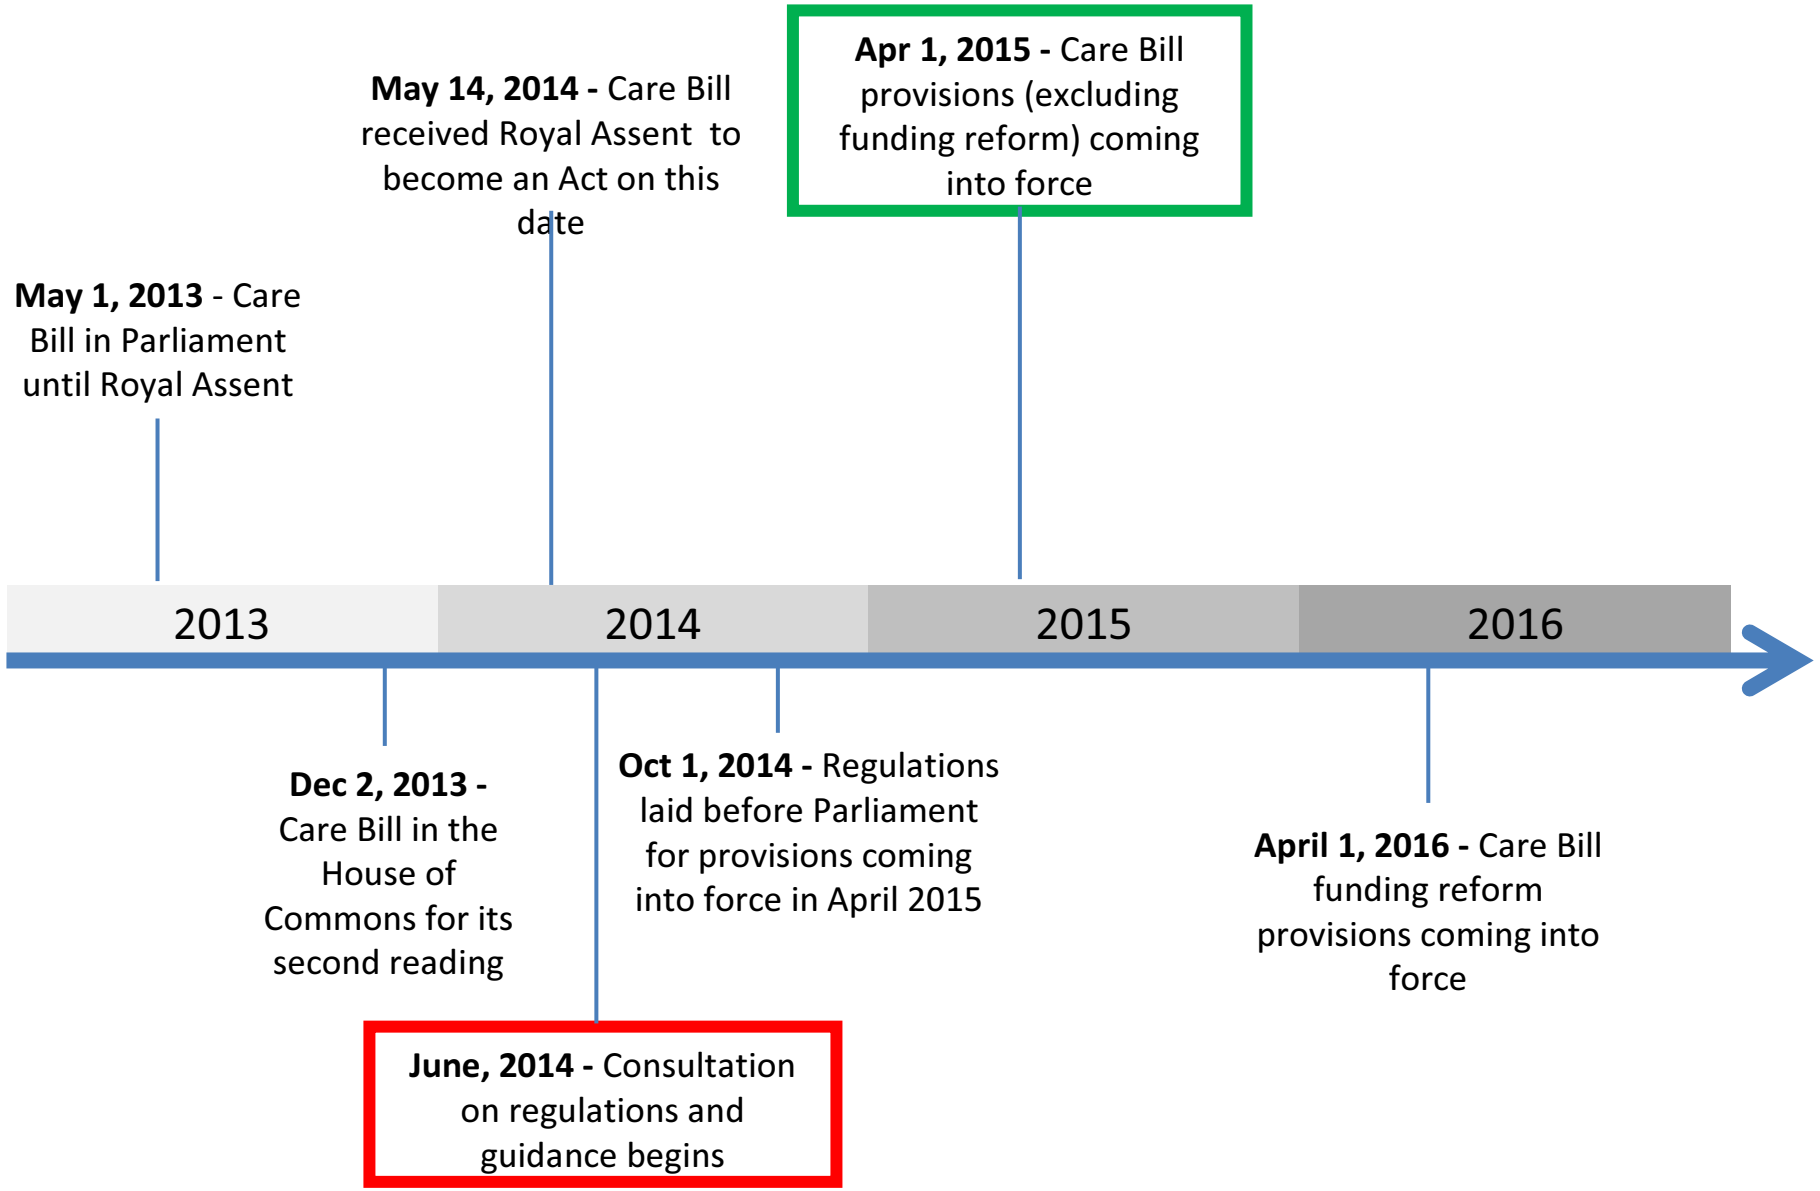 Apr 1, 2015 - Care Bill
provisions (excluding
funding reform) coming
into force
May 14, 2014 - Care Bill
received Royal Assent  to
become an Act on this
date
May 1, 2013 - Care
Bill in Parliament
until Royal Assent
2013
2014
2015
2016
Dec 2, 2013 -
Care Bill in the
House of
Commons for its
second reading
Oct 1, 2014 - Regulations
laid before Parliament
for provisions coming
into force in April 2015
April 1, 2016 - Care Bill
funding reform
provisions coming into
force
June, 2014 - Consultation
on regulations and
guidance begins